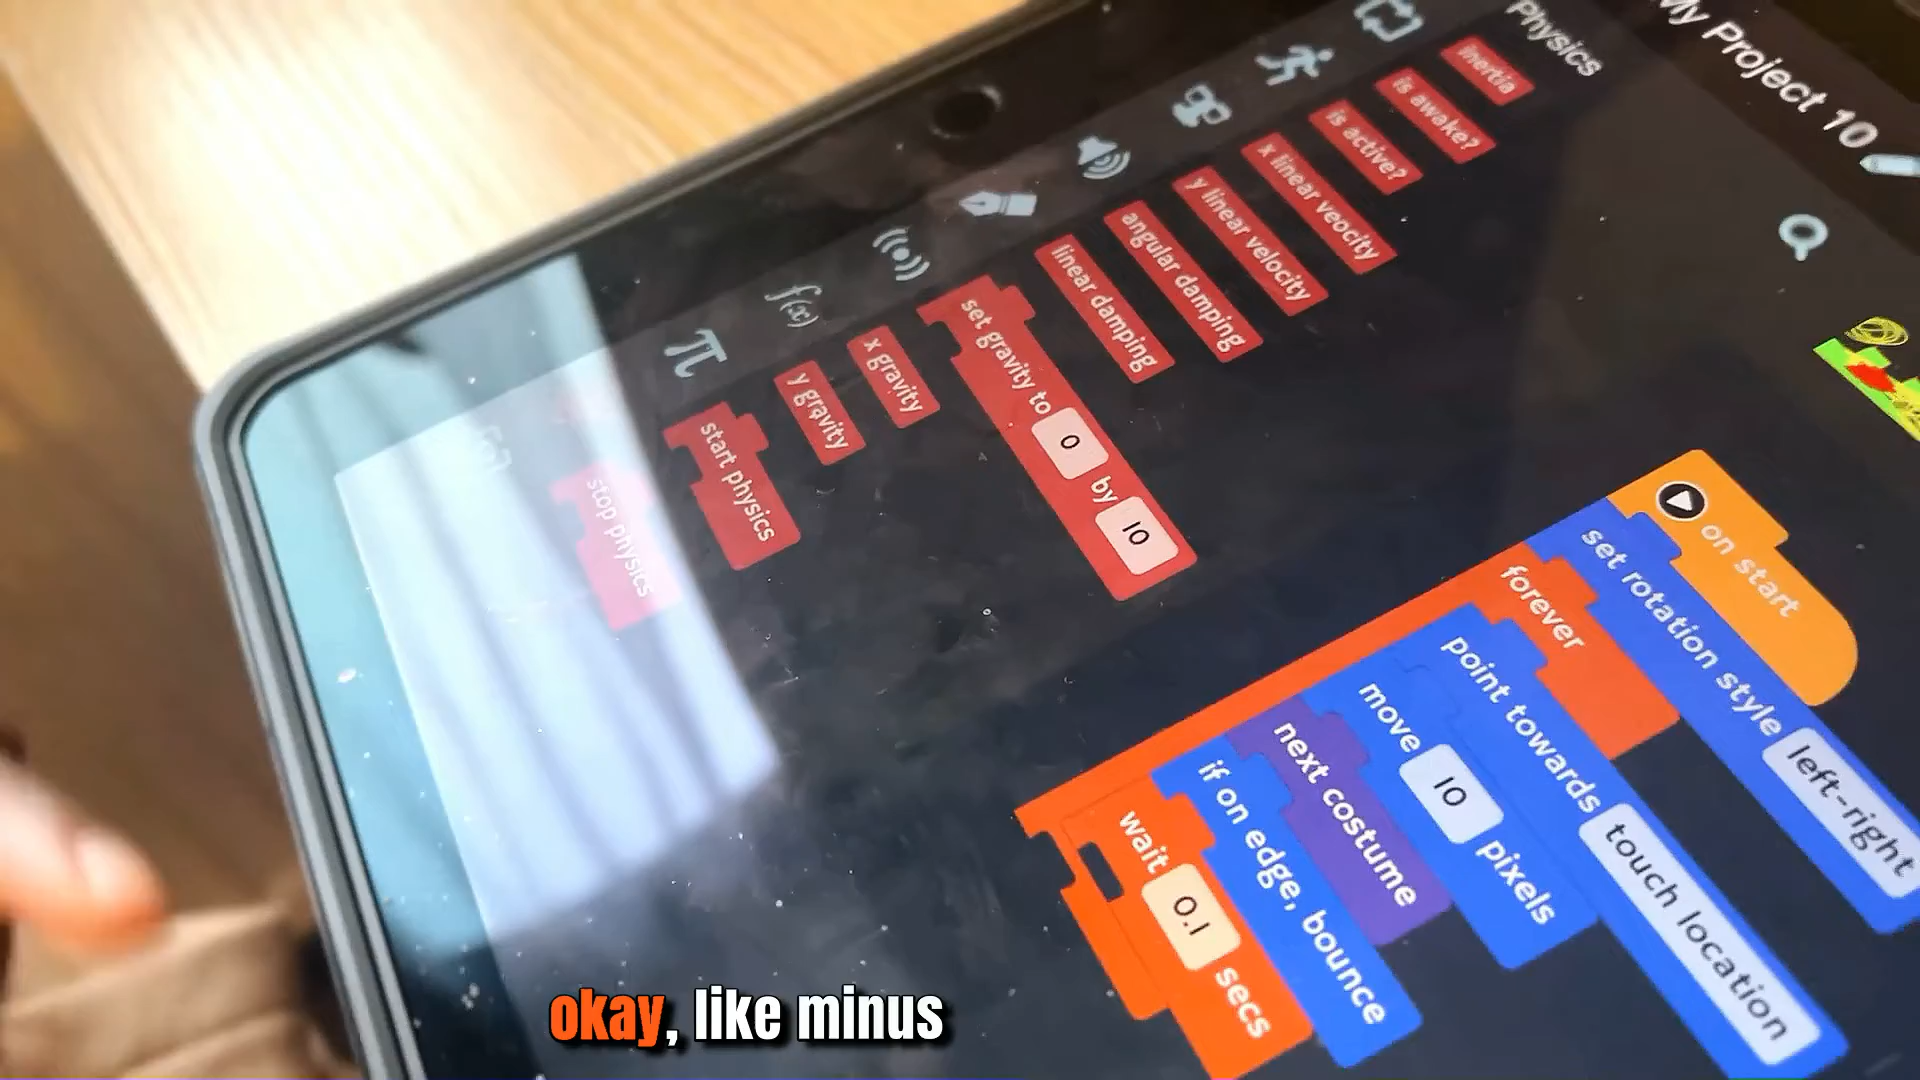 My Project 10
Physics
inertia
is awake?
is active?
x linear veocity
y linear velocity
angular damping
linear damping
set gravity to 0 by 10
x gravity
y gravity
start physics
stop physics
f(x)
π
on start
set rotation style left-right
forever
point towards touch location
move 10 pixels
next costume
if on edge, bounce
wait 0.1 secs
okay, like minus